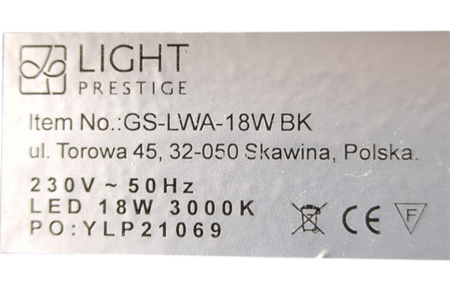 LIGHT
PRESTIGE
Item No.:GS-LWA-18W BK
ul. Torowa 45, 32-050 Skawina, Polska.
230V ~ 50Hz
LED 18W 3000K
PO:YLP21069
CE
F